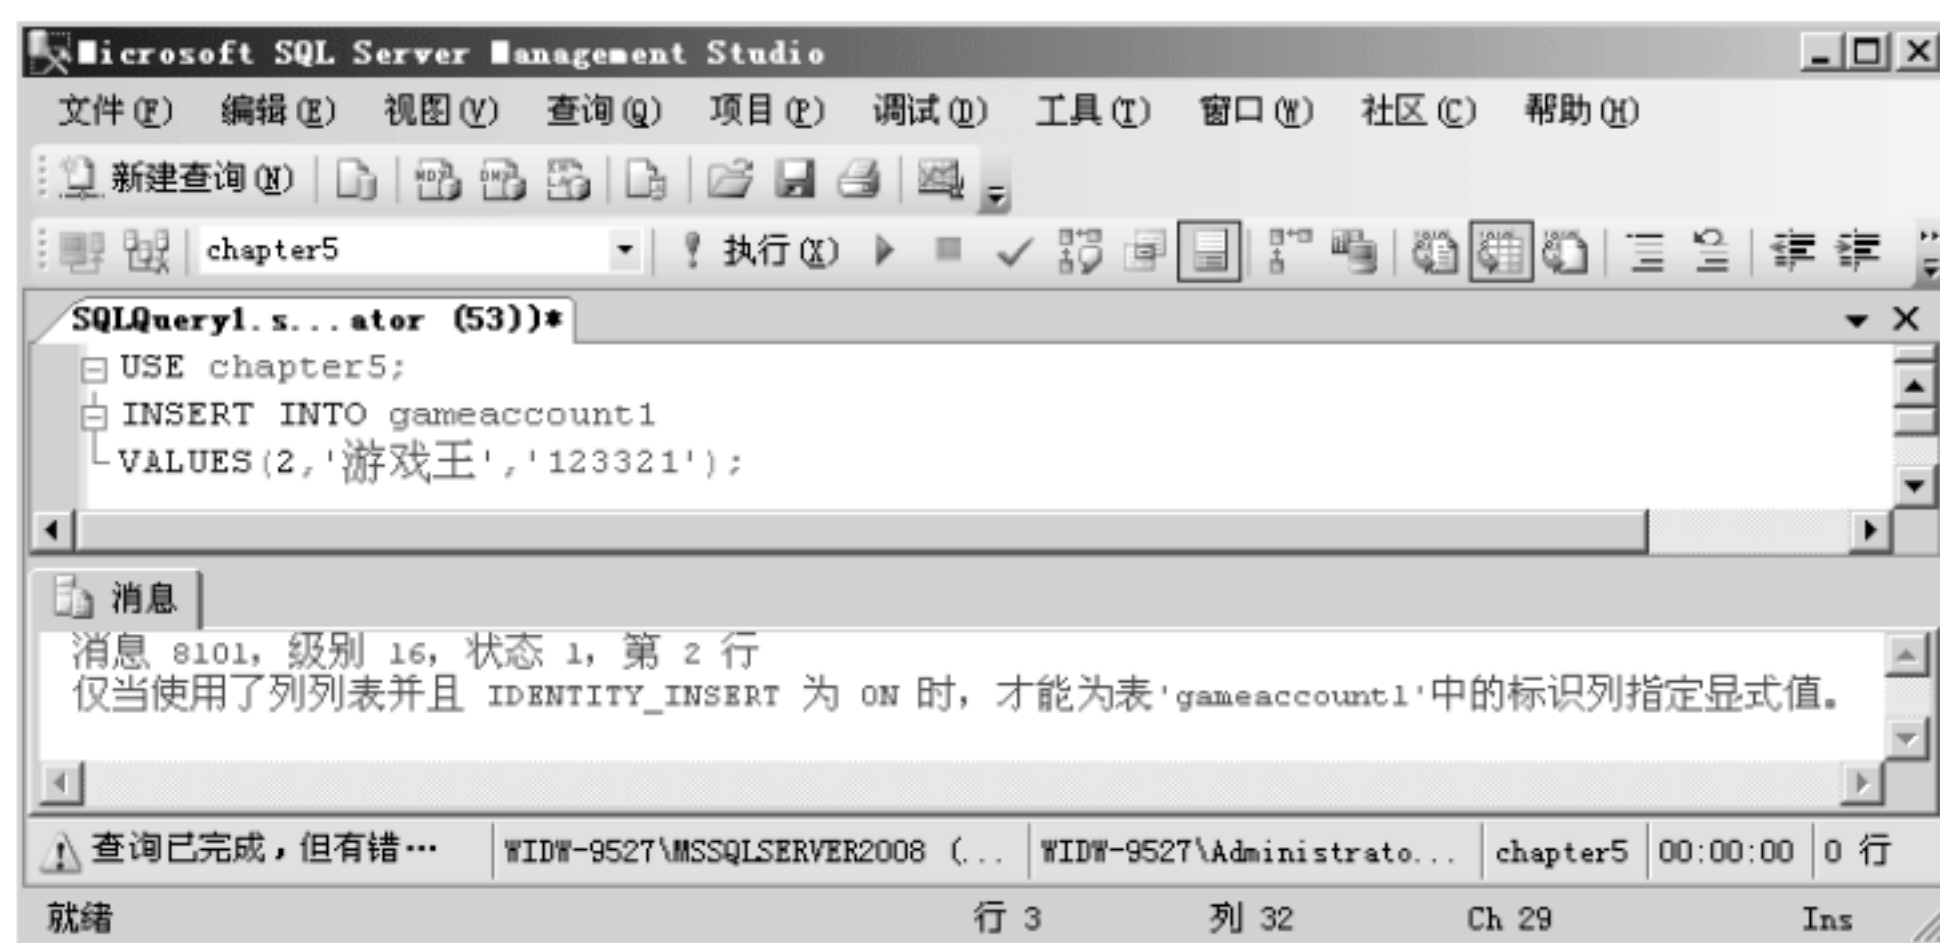 Microsoft SQL Server Management Studio
文件(F) 编辑(E) 视图(V) 查询(Q) 项目(P) 调试(D) 工具(T) 窗口(W) 社区(C) 帮助(H)
新建查询(N)
chapter5 执行(X)
SQLQuery1.s...ator (53))*
USE chapter5;
INSERT INTO gameaccount1
VALUES(2,'游戏王','123321');
消息
消息 8101，级别 16，状态 1，第 2 行
仅当使用了列列表并且 IDENTITY_INSERT 为 ON 时，才能为表'gameaccount1'中的标识列指定显式值。
查询已完成，但有错… WIDW-9527\MSSQLSERVER2008 (... WIDW-9527\Administrato... chapter5 00:00:00 0 行
就绪 行 3 列 32 Ch 29 Ins